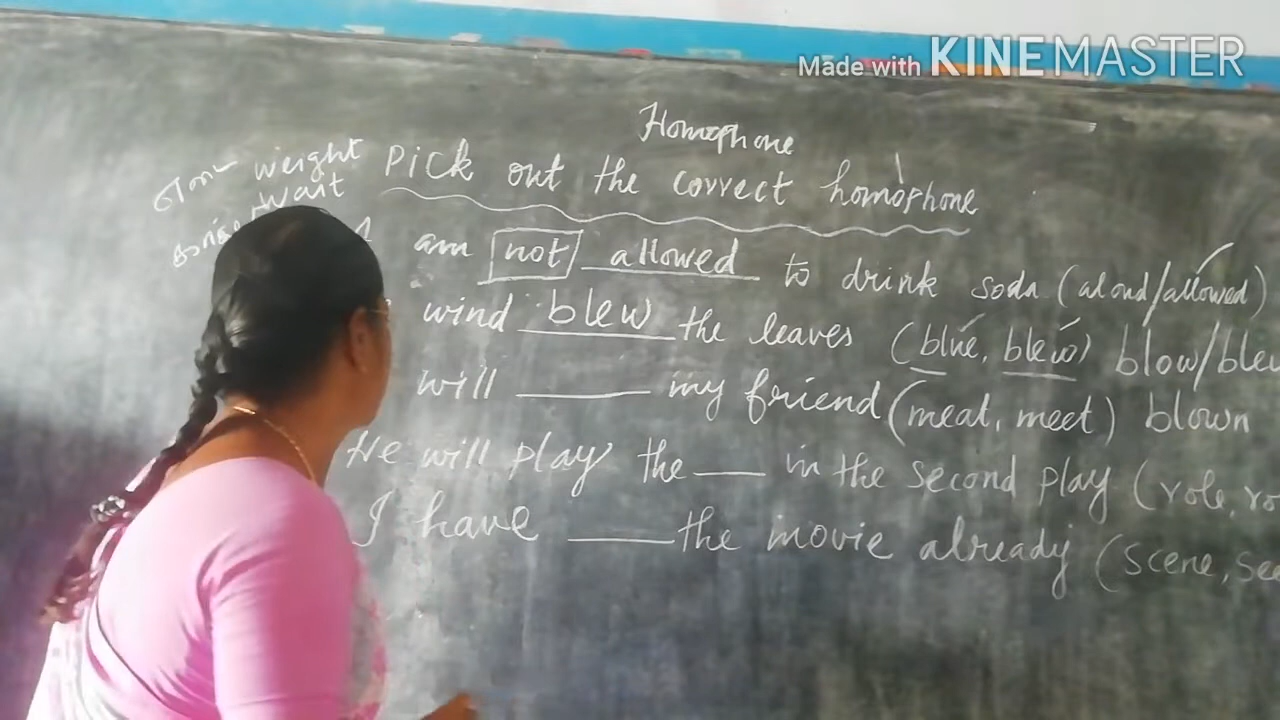 Made with KINEMASTER
Homophone
weight Pick out the correct homophone
Wait
I am not allowed to drink soda (aloud/allowed)
wind blew the leaves (blue, blew) blow/blew
will ______ my friend (meat, meet) blown
He will play the ___ in the second play (role,
I have ______ the movie already (scene,